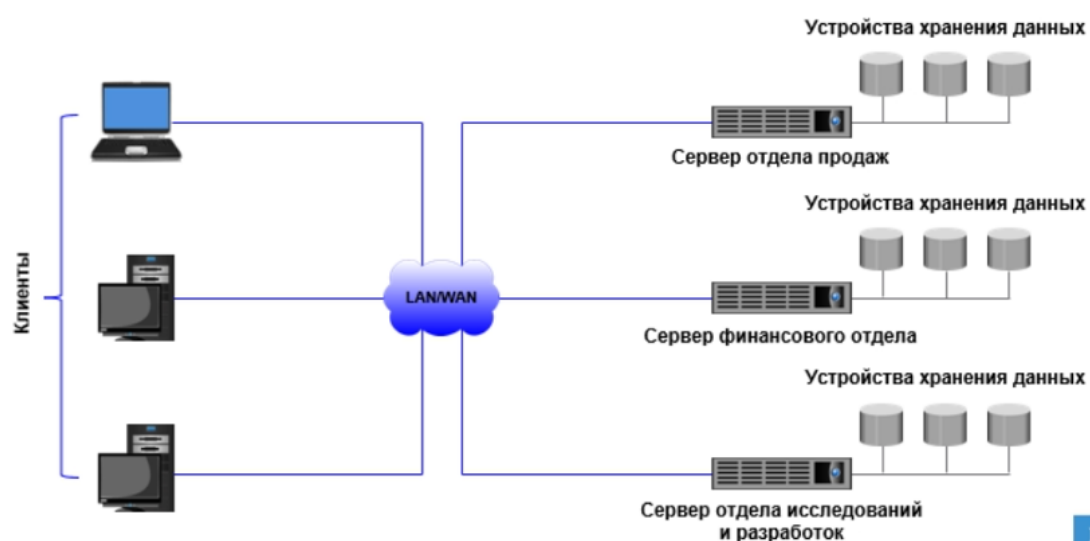 Устройства хранения данных
Сервер отдела продаж
Устройства хранения данных
Клиенты
LAN/WAN
Сервер финансового отдела
Устройства хранения данных
Сервер отдела исследований
и разработок